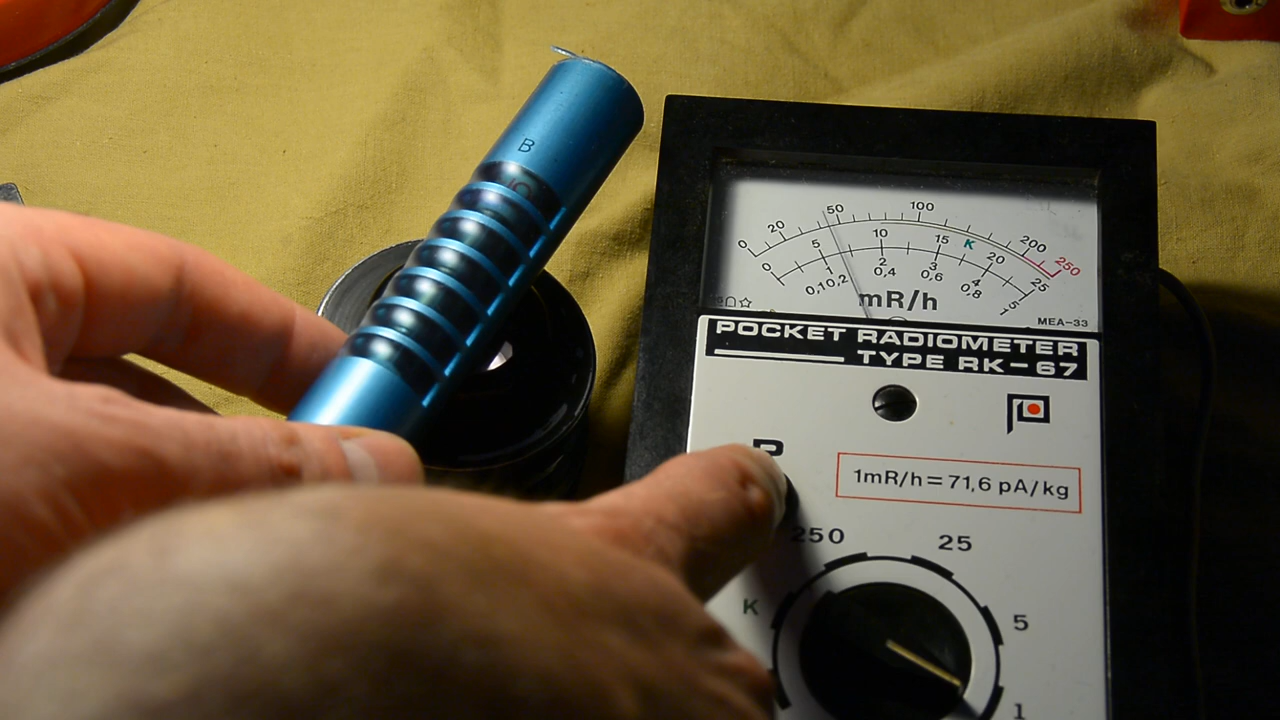 B
0 20 50 100 200 250
0 5 10 15 K 20 25
1 2 3 4 5
0,1 0,2 0,4 0,6 0,8 1
mR/h
MEA-33
POCKET RADIOMETER
TYPE RK-67
1mR/h=71,6 pA/kg
250 25
K 5
1